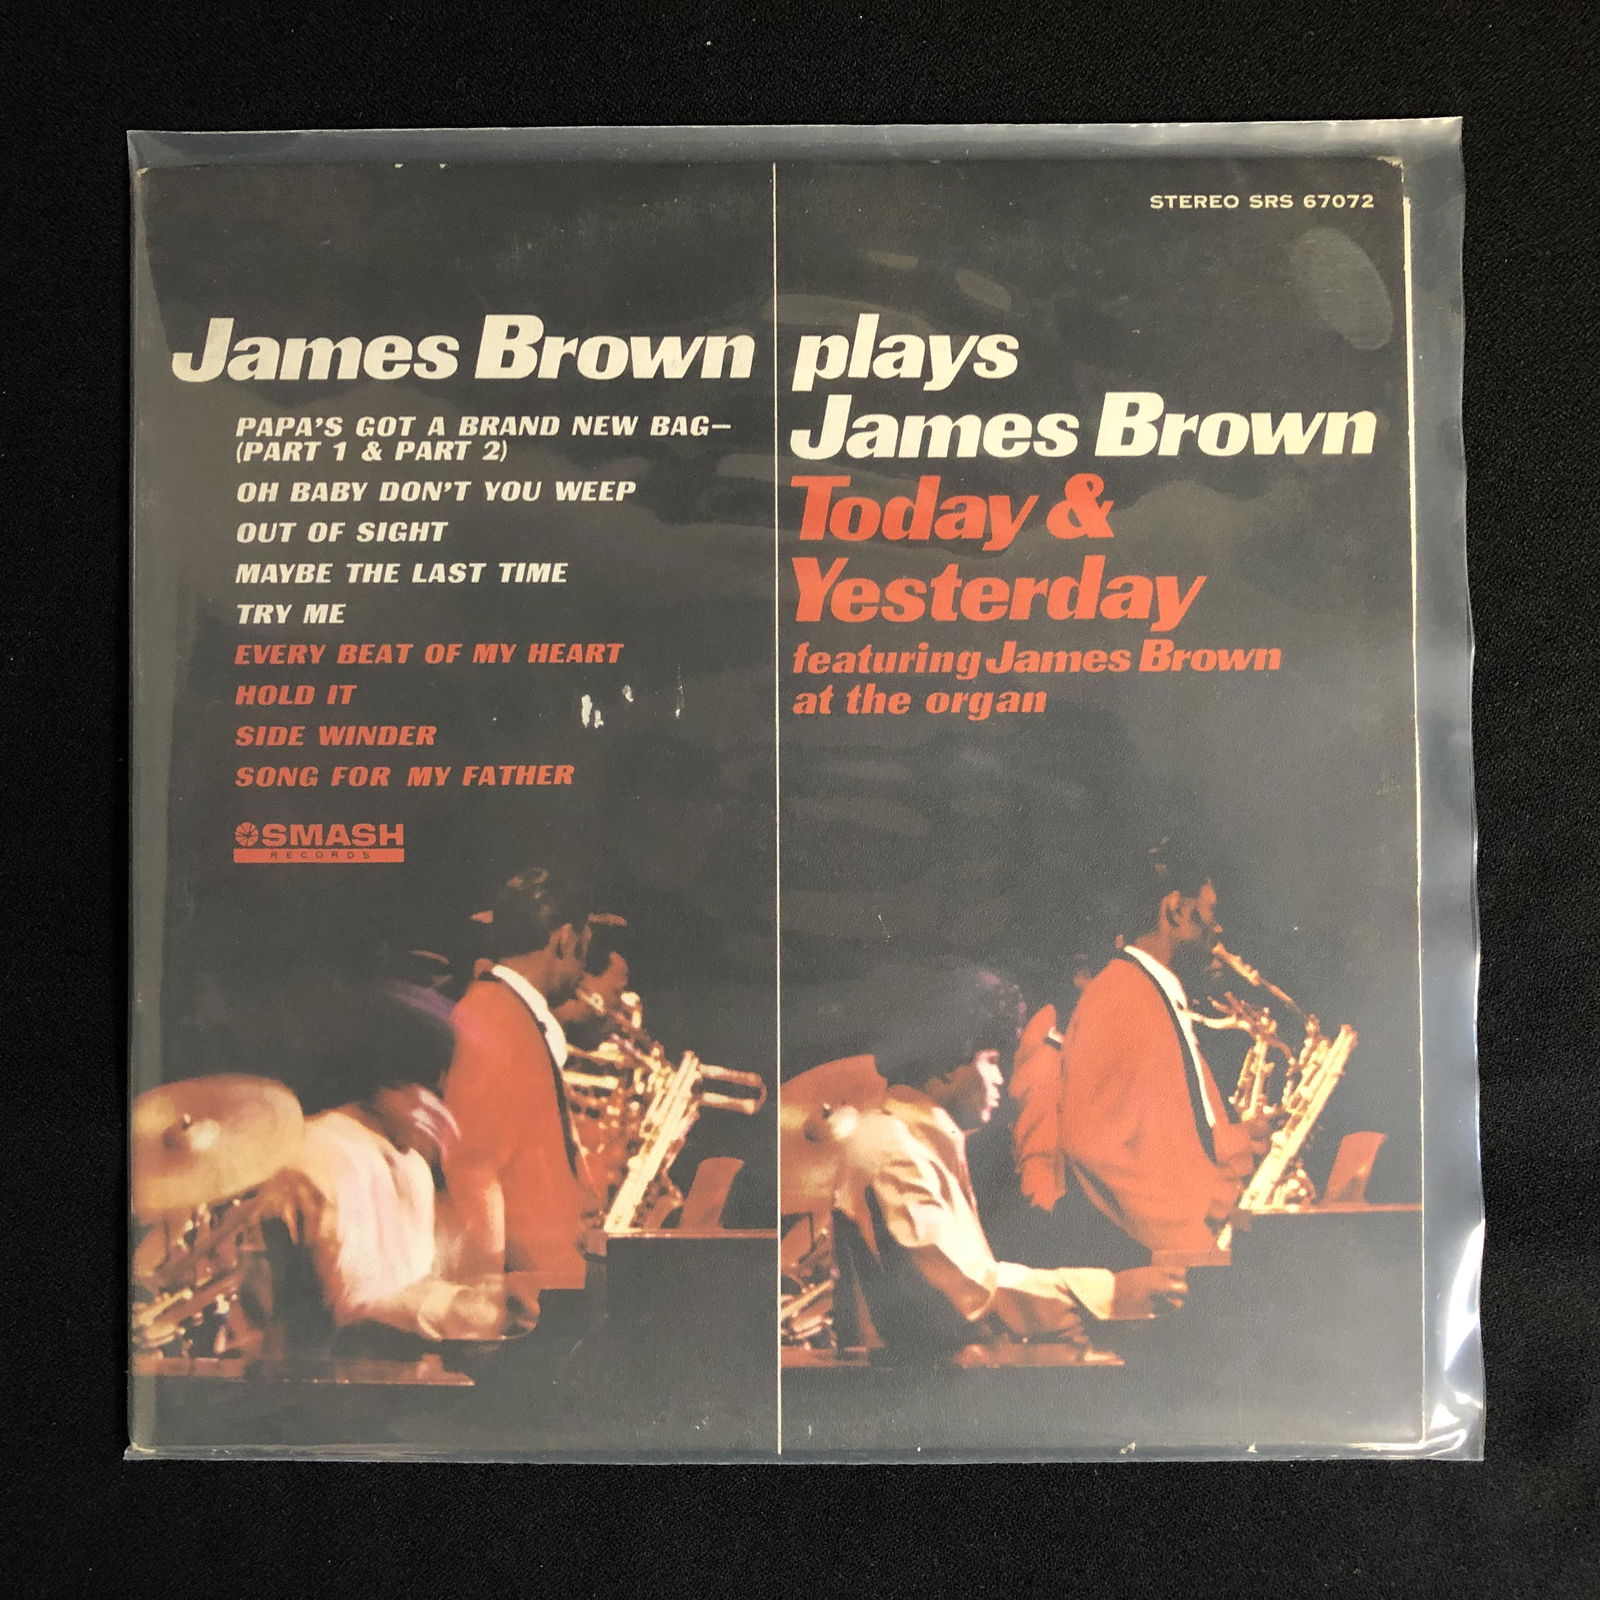 STEREO SRS 67072
James Brown
PAPA'S GOT A BRAND NEW BAG—
(PART 1 & PART 2)
OH BABY DON'T YOU WEEP
OUT OF SIGHT
MAYBE THE LAST TIME
TRY ME
EVERY BEAT OF MY HEART
HOLD IT
SIDE WINDER
SONG FOR MY FATHER
SMASH
RECORDS
plays
James Brown
Today &
Yesterday
featuring James Brown
at the organ